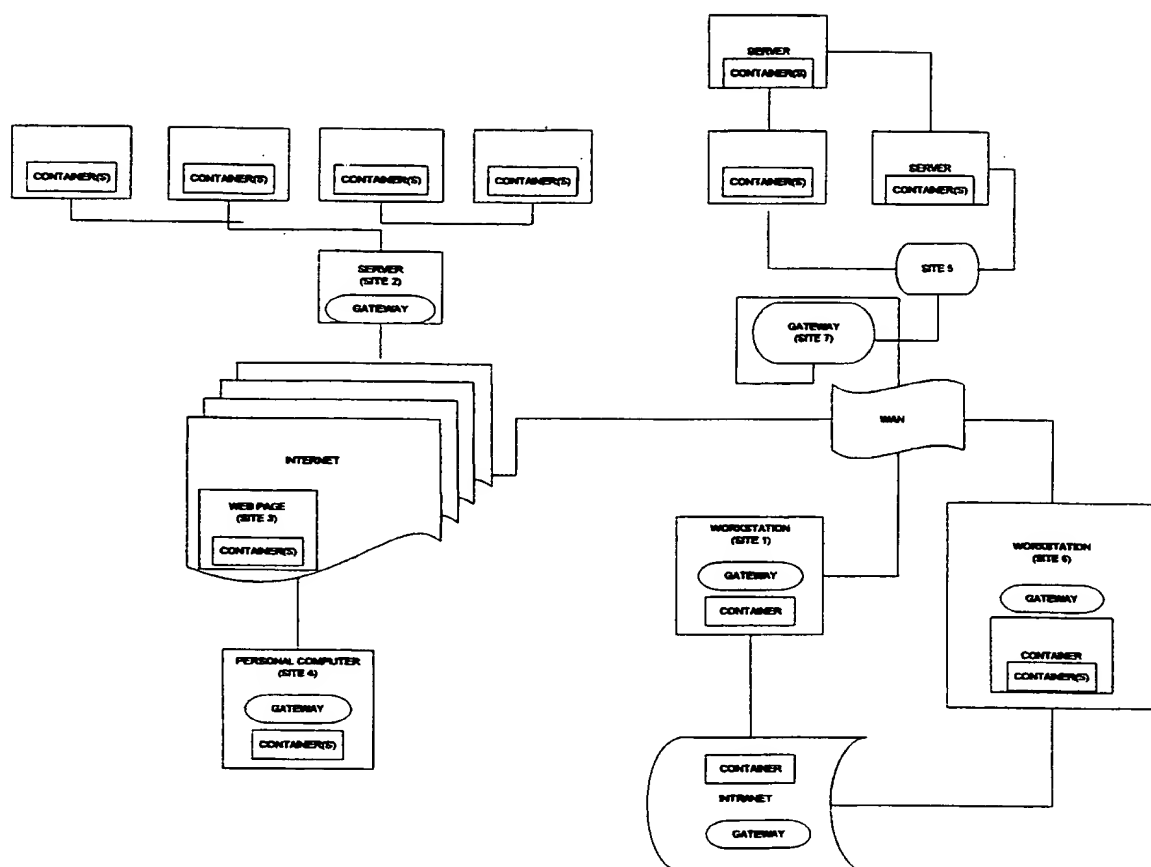 SERVER
CONTAINER(S)
CONTAINER(S)
CONTAINER(S)
CONTAINER(S)
CONTAINER(S)
CONTAINER(S)
SERVER
CONTAINER(S)
SERVER
(SITE 2)
GATEWAY
SITE 5
GATEWAY
(SITE 7)
WAN
INTERNET
WEB PAGE
(SITE 3)
CONTAINER(S)
WORKSTATION
(SITE 1)
GATEWAY
CONTAINER
WORKSTATION
(SITE 6)
GATEWAY
CONTAINER
CONTAINER(S)
PERSONAL COMPUTER
(SITE 4)
GATEWAY
CONTAINER(S)
CONTAINER
INTRANET
GATEWAY